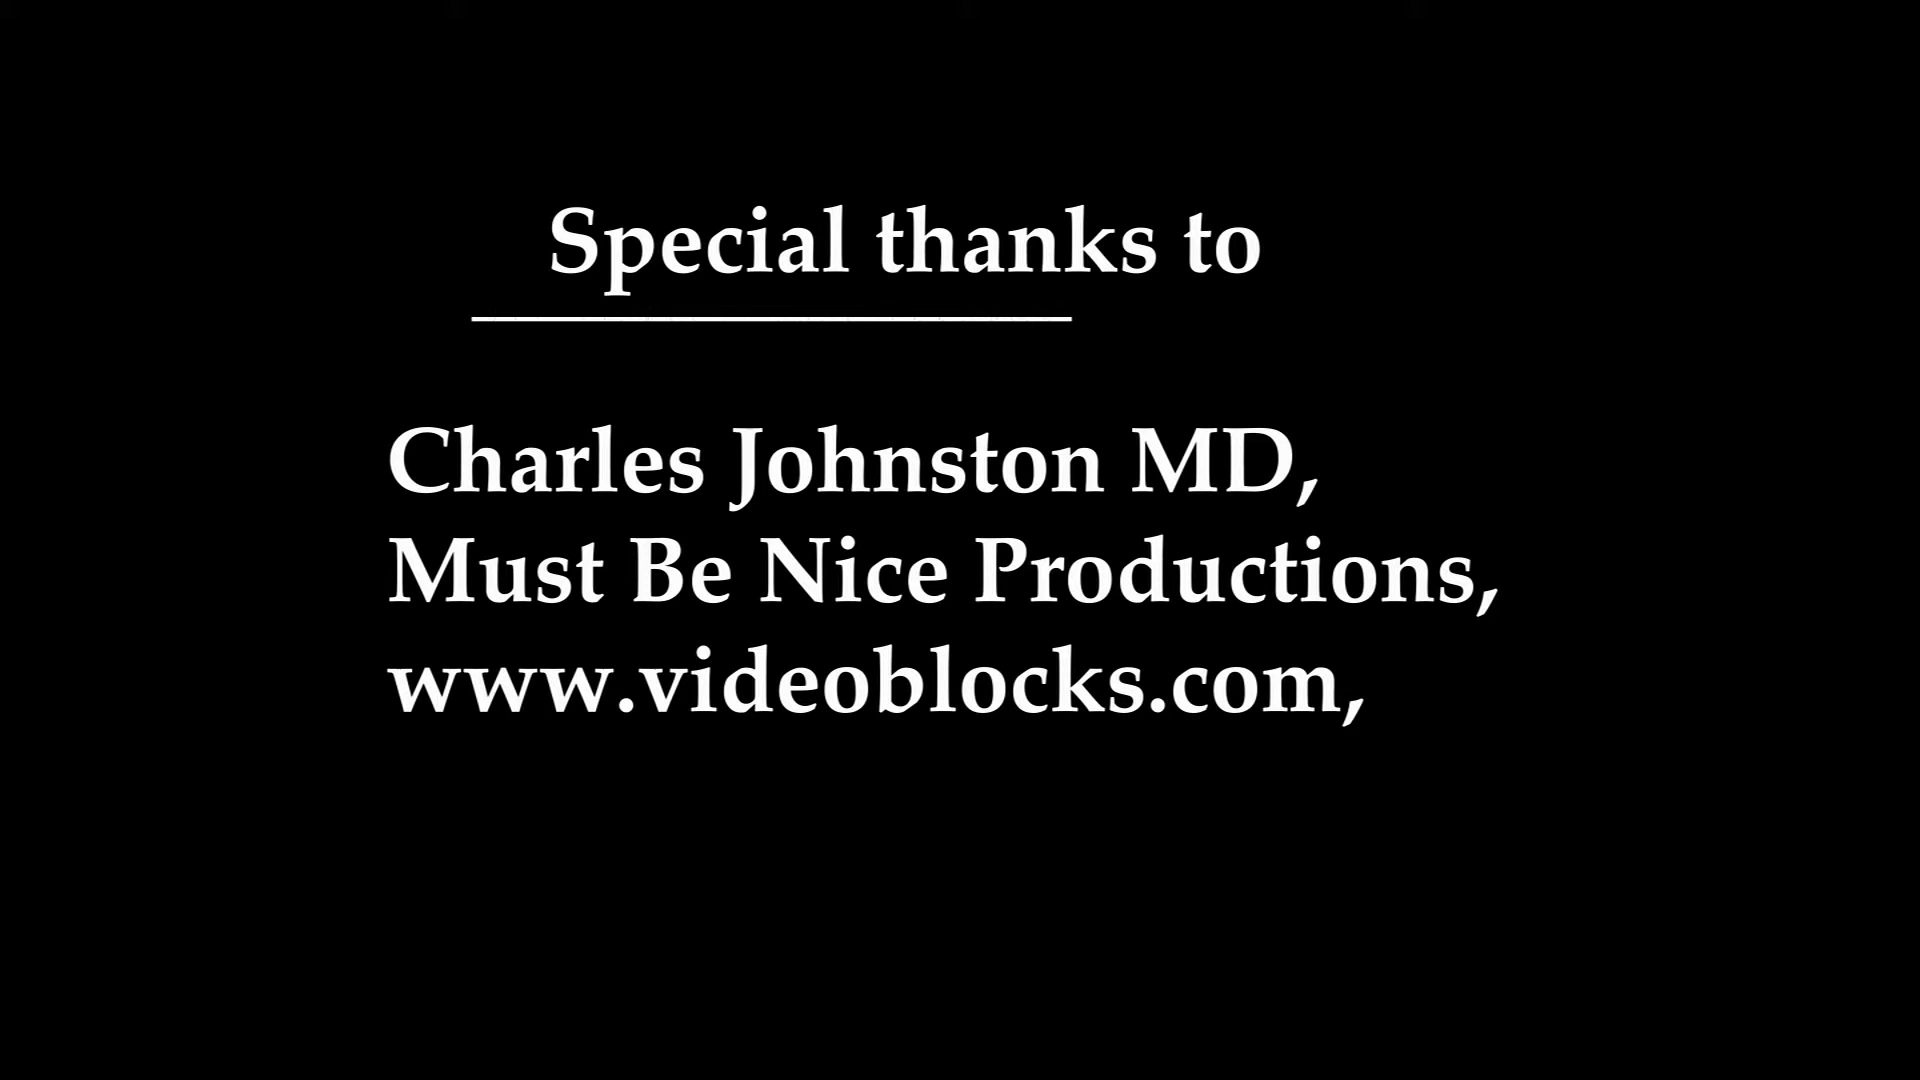 Special thanks to
Charles Johnston MD,
Must Be Nice Productions,
www.videoblocks.com,